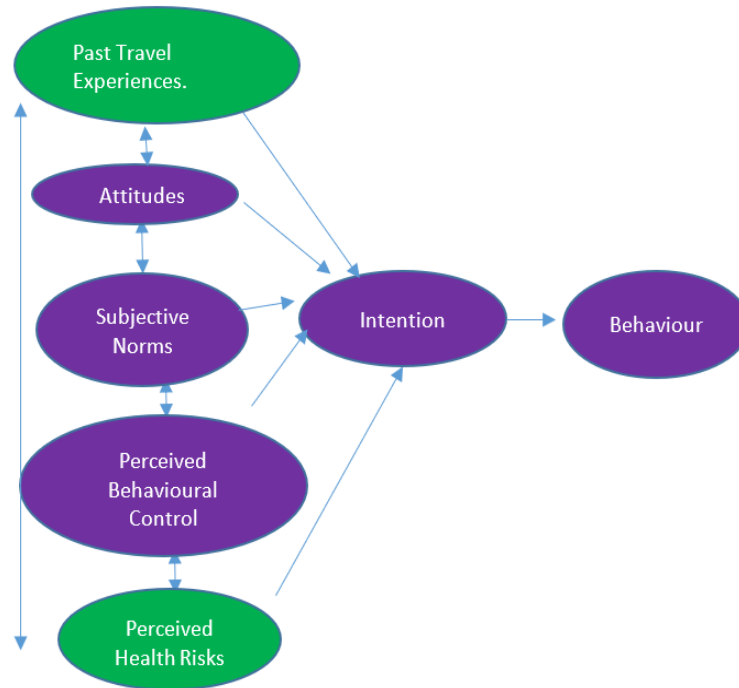 Past Travel
Experiences.
Attitudes
Subjective
Norms
Intention
Behaviour
Perceived
Behavioural
Control
Perceived
Health Risks